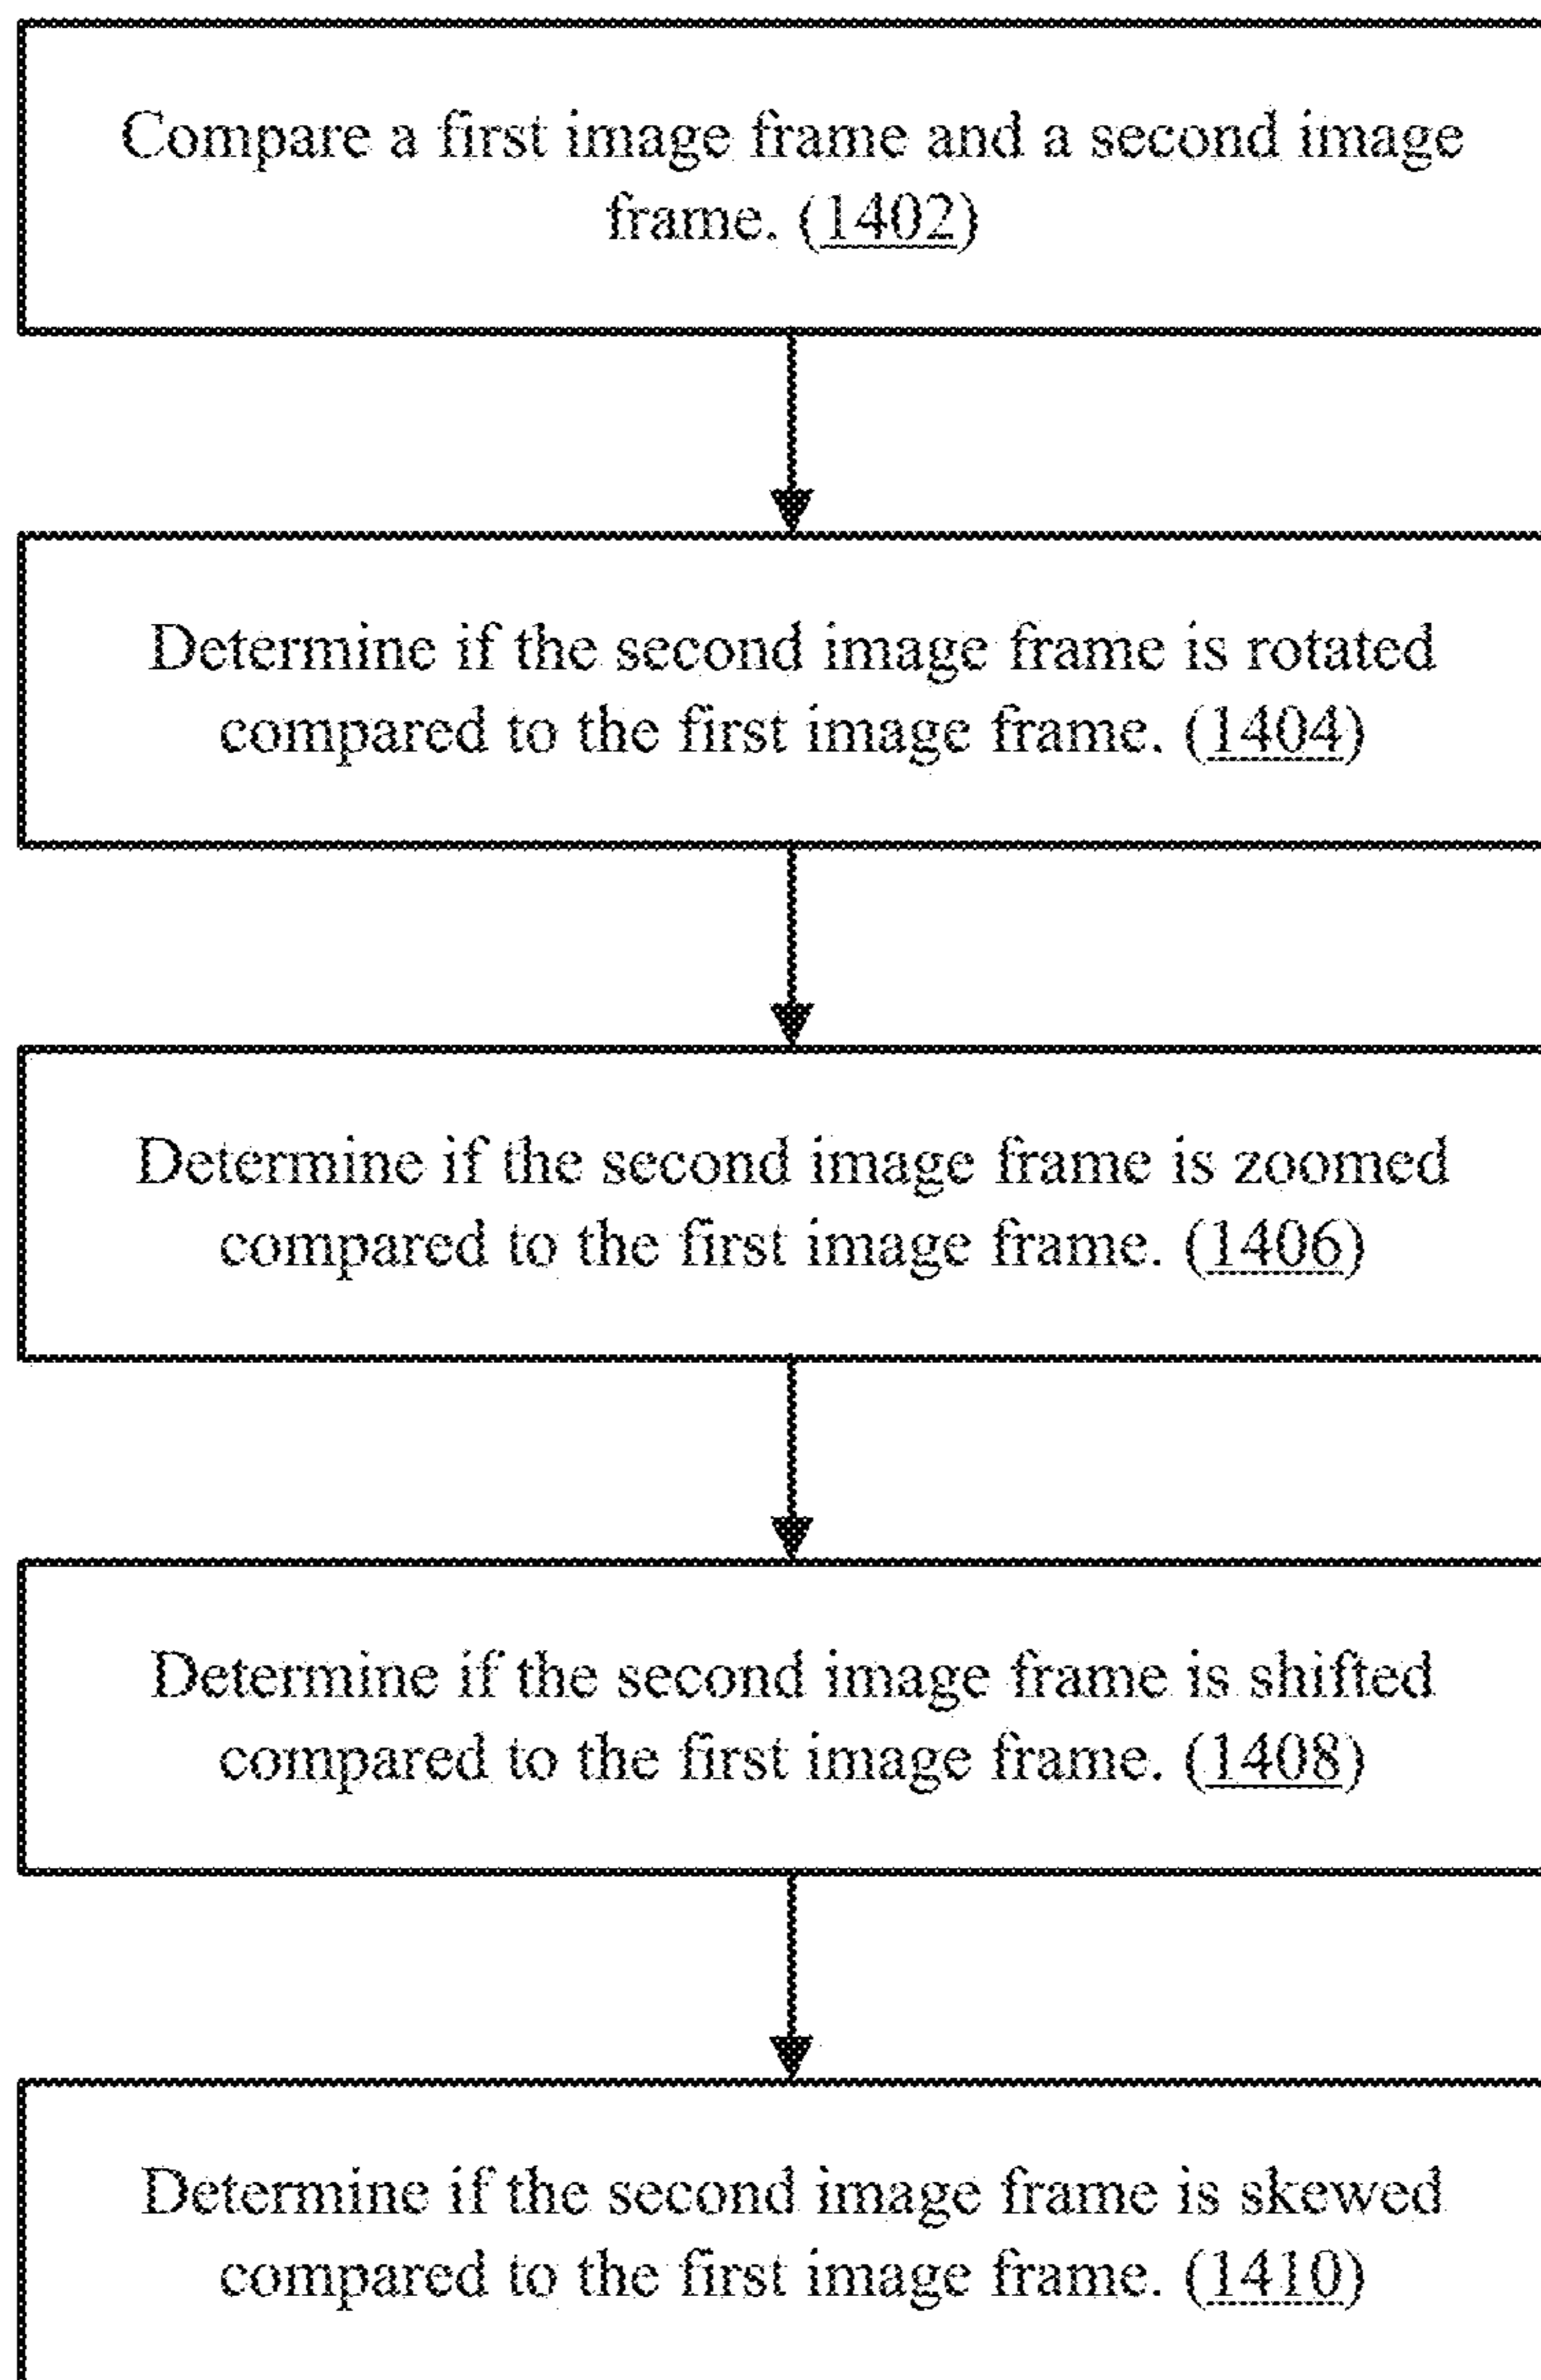 Compare a first image frame and a second image
frame. (1402)
Determine if the second image frame is rotated
compared to the first image frame. (1404)
Determine if the second image frame is zoomed
compared to the first image frame. (1406)
Determine if the second image frame is shifted
compared to the first image frame. (1408)
Determine if the second image frame is skewed
compared to the first image frame. (1410)